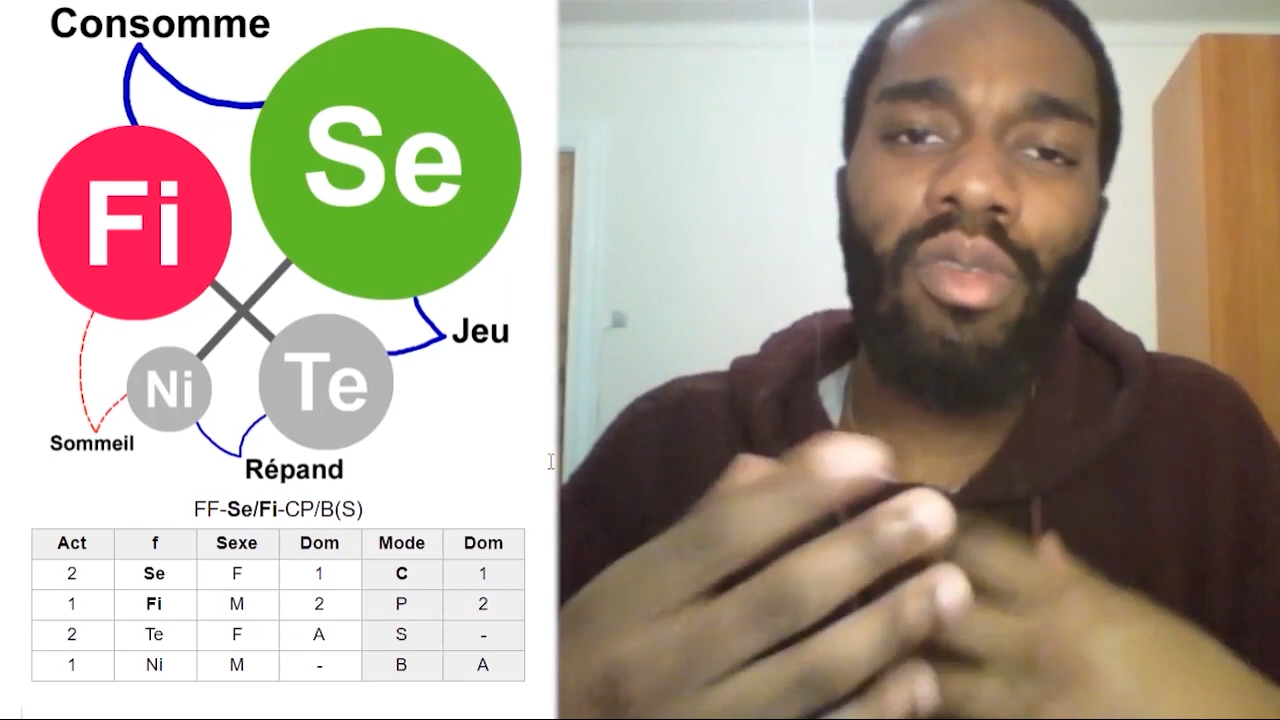 Consomme
Se
Fi
Jeu
Ni
Te
Sommeil
Répand
FF-Se/Fi-CP/B(S)
Act f Sexe Dom Mode Dom
2 Se F 1 C 1
1 Fi M 2 P 2
2 Te F A S -
1 Ni M - B A